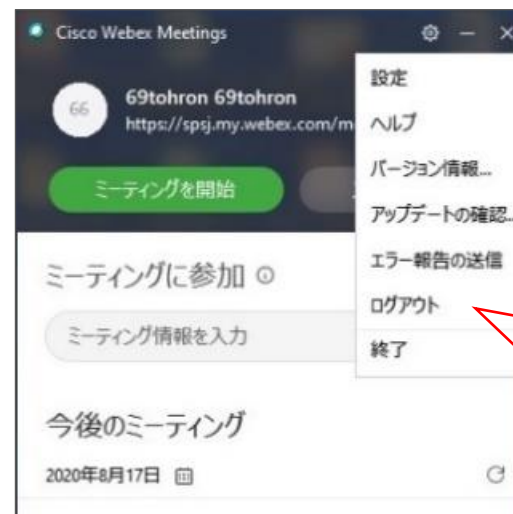 Cisco Webex Meetings
66
69tohron 69tohron
https://spsj.my.webex.com/m
ミーティングを開始
設定
ヘルプ
バージョン情報...
アップデートの確認..
エラー報告の送信
ログアウト
終了
ミーティングに参加
ミーティング情報を入力
今後のミーティング
2020年8月17日